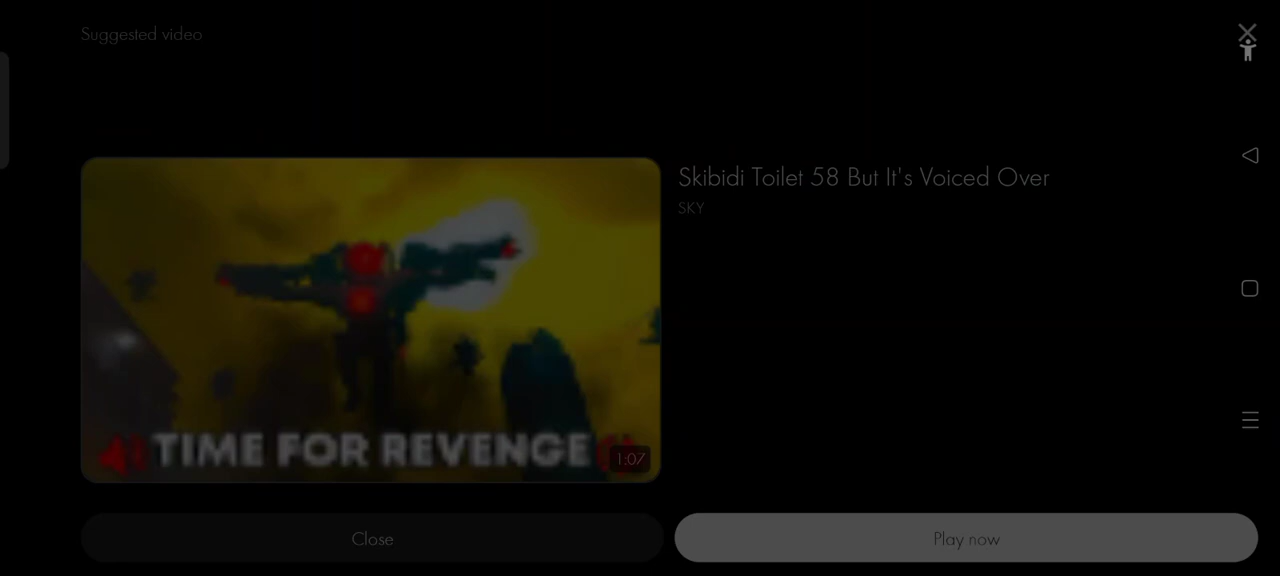 Suggested video
Skibidi Toilet 58 But It's Voiced Over
SKY
TIME FOR REVENGE
1:07
Close
Play now